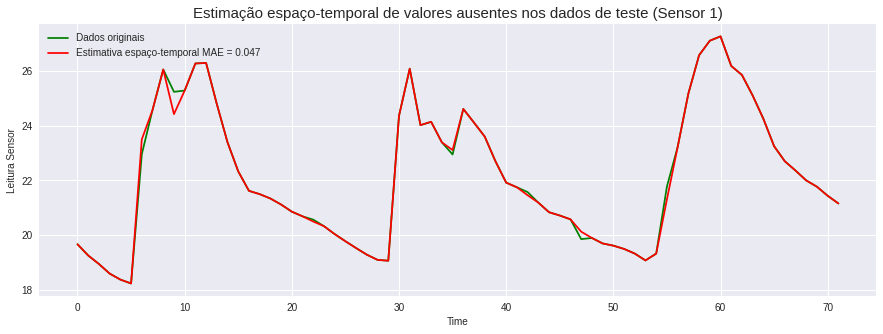 Estimação espaço-temporal de valores ausentes nos dados de teste (Sensor 1)
Dados originais
Estimativa espaço-temporal MAE = 0.047
Leitura Sensor
26
24
22
20
18
0 10 20 30 40 50 60 70
Time